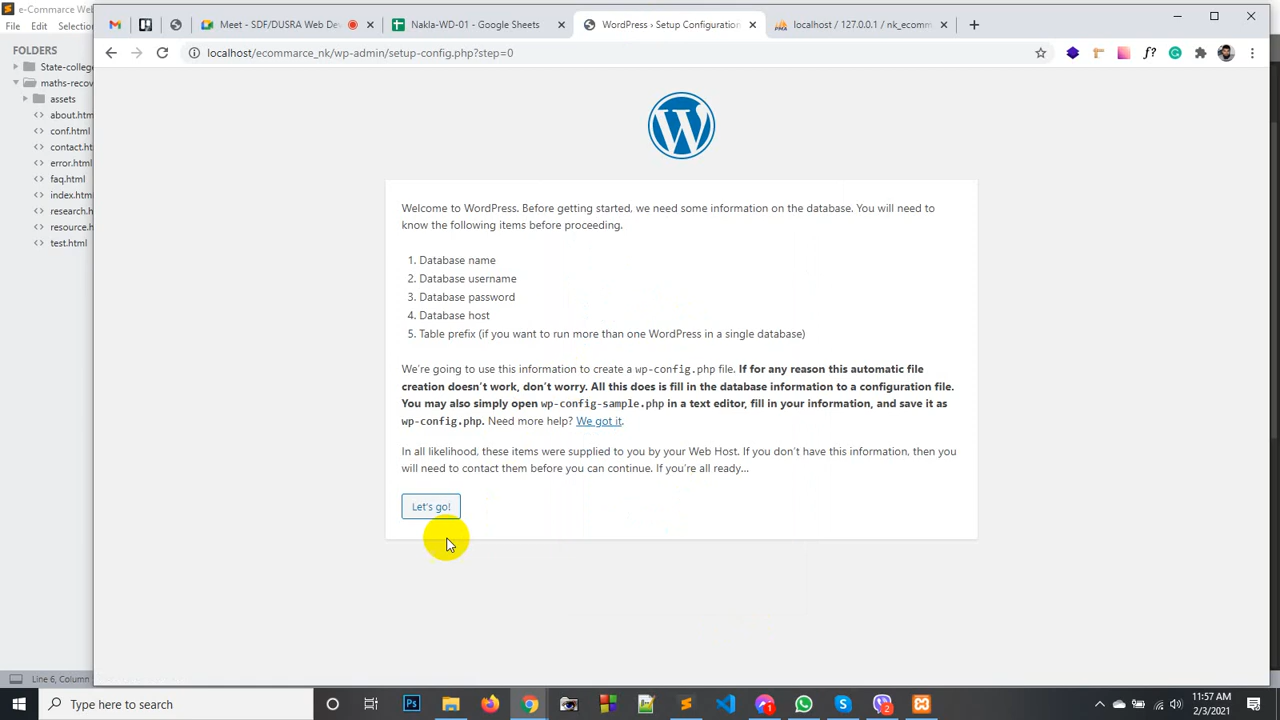 e-Commerce Web
File Edit Selection
FOLDERS
State-colleg
maths-recov
assets
about.htm
conf.html
contact.ht
error.html
faq.html
index.htm
research.h
resource.h
test.html
Line 6, Column
Meet - SDF/DUSRA Web De
Nakla-WD-01 - Google Sheets
WordPress › Setup Configuration
localhost / 127.0.0.1 / nk_ecomm
localhost/ecommarce_nk/wp-admin/setup-config.php?step=0
f?
W
Welcome to WordPress. Before getting started, we need some information on the database. You will need to
know the following items before proceeding.
1. Database name
2. Database username
3. Database password
4. Database host
5. Table prefix (if you want to run more than one WordPress in a single database)
We’re going to use this information to create a wp-config.php file. If for any reason this automatic file
creation doesn’t work, don’t worry. All this does is fill in the database information to a configuration file.
You may also simply open wp-config-sample.php in a text editor, fill in your information, and save it as
wp-config.php. Need more help? We got it.
In all likelihood, these items were supplied to you by your Web Host. If you don’t have this information, then you
will need to contact them before you can continue. If you’re all ready…
Let’s go!
Type here to search
Ps
11:57 AM
2/3/2021